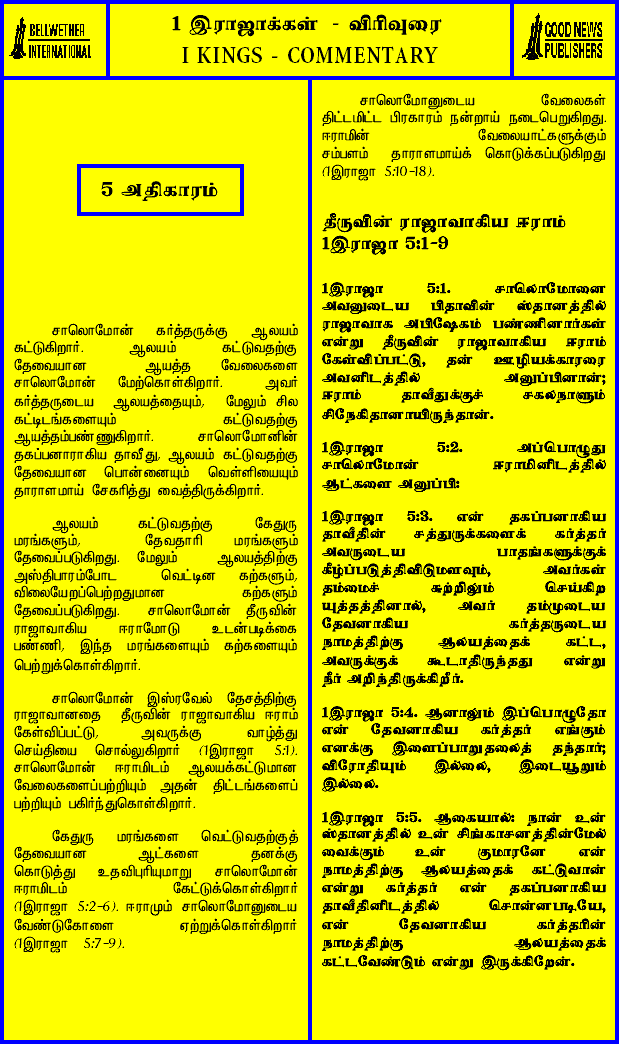 BELLWETHER
INTERNATIONAL
1 இராஜாக்கள் - விரிவுரை
I KINGS - COMMENTARY
GOOD NEWS
PUBLISHERS
5 அதிகாரம்
சாலொமோன் கர்த்தருக்கு ஆலயம்
கட்டுகிறார். ஆலயம் கட்டுவதற்கு
தேவையான ஆயத்த வேலைகளை
சாலொமோன் மேற்கொள்கிறார். அவர்
கர்த்தருடைய ஆலயத்தையும், மேலும் சில
கட்டிடங்களையும் கட்டுவதற்கு
ஆயத்தம்பண்ணுகிறார். சாலொமோனின்
தகப்பனாராகிய தாவீது, ஆலயம் கட்டுவதற்கு
தேவையான பொன்னையும் வெள்ளியையும்
தாராளமாய் சேகரித்து வைத்திருக்கிறார்.
ஆலயம் கட்டுவதற்கு கேதுரு
மரங்களும், தேவதாரி மரங்களும்
தேவைப்படுகிறது. மேலும் ஆலயத்திற்கு
அஸ்திபாரம்போட வெட்டின கற்களும்,
விலையேறப்பெற்றதுமான கற்களும்
தேவைப்படுகிறது. சாலொமோன் தீருவின்
ராஜாவாகிய ஈராமோடு உடன்படிக்கை
பண்ணி, இந்த மரங்களையும் கற்களையும்
பெற்றுக்கொள்கிறார்.
சாலொமோன் இஸ்ரவேல் தேசத்திற்கு
ராஜாவானதை தீருவின் ராஜாவாகிய ஈராம்
கேள்விப்பட்டு, அவருக்கு வாழ்த்து
செய்தியை சொல்லுகிறார் (1இராஜா 5:1).
சாலொமோன் ஈராமிடம் ஆலயக்கட்டுமான
வேலைகளைப்பற்றியும் அதன் திட்டங்களைப்
பற்றியும் பகிர்ந்துகொள்கிறார்.
கேதுரு மரங்களை வெட்டுவதற்குத்
தேவையான ஆட்களை தனக்கு
கொடுத்து உதவிபுரியுமாறு சாலொமோன்
ஈராமிடம் கேட்டுக்கொள்கிறார்
(1இராஜா 5:2-6). ஈராமும் சாலொமோனுடைய
வேண்டுகோளை ஏற்றுக்கொள்கிறார்
(1இராஜா 5:7-9).
சாலொமோனுடைய வேலைகள்
திட்டமிட்ட பிரகாரம் நன்றாய் நடைபெறுகிறது.
ஈராமின் வேலையாட்களுக்கும்
சம்பளம் தாராளமாய்க் கொடுக்கப்படுகிறது
(1இராஜா 5:10-18).
தீருவின் ராஜாவாகிய ஈராம்
1இராஜா 5:1-9
1இராஜா 5:1. சாலொமோனை
அவனுடைய பிதாவின் ஸ்தானத்தில்
ராஜாவாக அபிஷேகம் பண்ணினார்கள்
என்று தீருவின் ராஜாவாகிய ஈராம்
கேள்விப்பட்டு, தன் ஊழியக்காரரை
அவனிடத்தில் அனுப்பினான்;
ஈராம் தாவீதுக்குச் சகலநாளும்
சிநேகிதனாயிருந்தான்.
1இராஜா 5:2. அப்பொழுது
சாலொமோன் ஈராமினிடத்தில்
ஆட்களை அனுப்பி:
1இராஜா 5:3. என் தகப்பனாகிய
தாவீதின் சத்துருக்களைக் கர்த்தர்
அவருடைய பாதங்களுக்குக்
கீழ்ப்படுத்திவிடுமளவும், அவர்கள்
தம்மைச் சுற்றிலும் செய்கிற
யுத்தத்தினால், அவர் தம்முடைய
தேவனாகிய கர்த்தருடைய
நாமத்திற்கு ஆலயத்தைக் கட்ட,
அவருக்குக் கூடாதிருந்தது என்று
நீர் அறிந்திருக்கிறீர்.
1இராஜா 5:4. ஆனாலும் இப்பொழுதோ
என் தேவனாகிய கர்த்தர் எங்கும்
எனக்கு இளைப்பாறுதலைத் தந்தார்;
விரோதியும் இல்லை, இடையூறும்
இல்லை.
1இராஜா 5:5. ஆகையால்: நான் உன்
ஸ்தானத்தில் உன் சிங்காசனத்தின்மேல்
வைக்கும் உன் குமாரனே என்
நாமத்திற்கு ஆலயத்தைக் கட்டுவான்
என்று கர்த்தர் என் தகப்பனாகிய
தாவீதினிடத்தில் சொன்னபடியே,
என் தேவனாகிய கர்த்தரின்
நாமத்திற்கு ஆலயத்தைக்
கட்டவேண்டும் என்று இருக்கிறேன்.